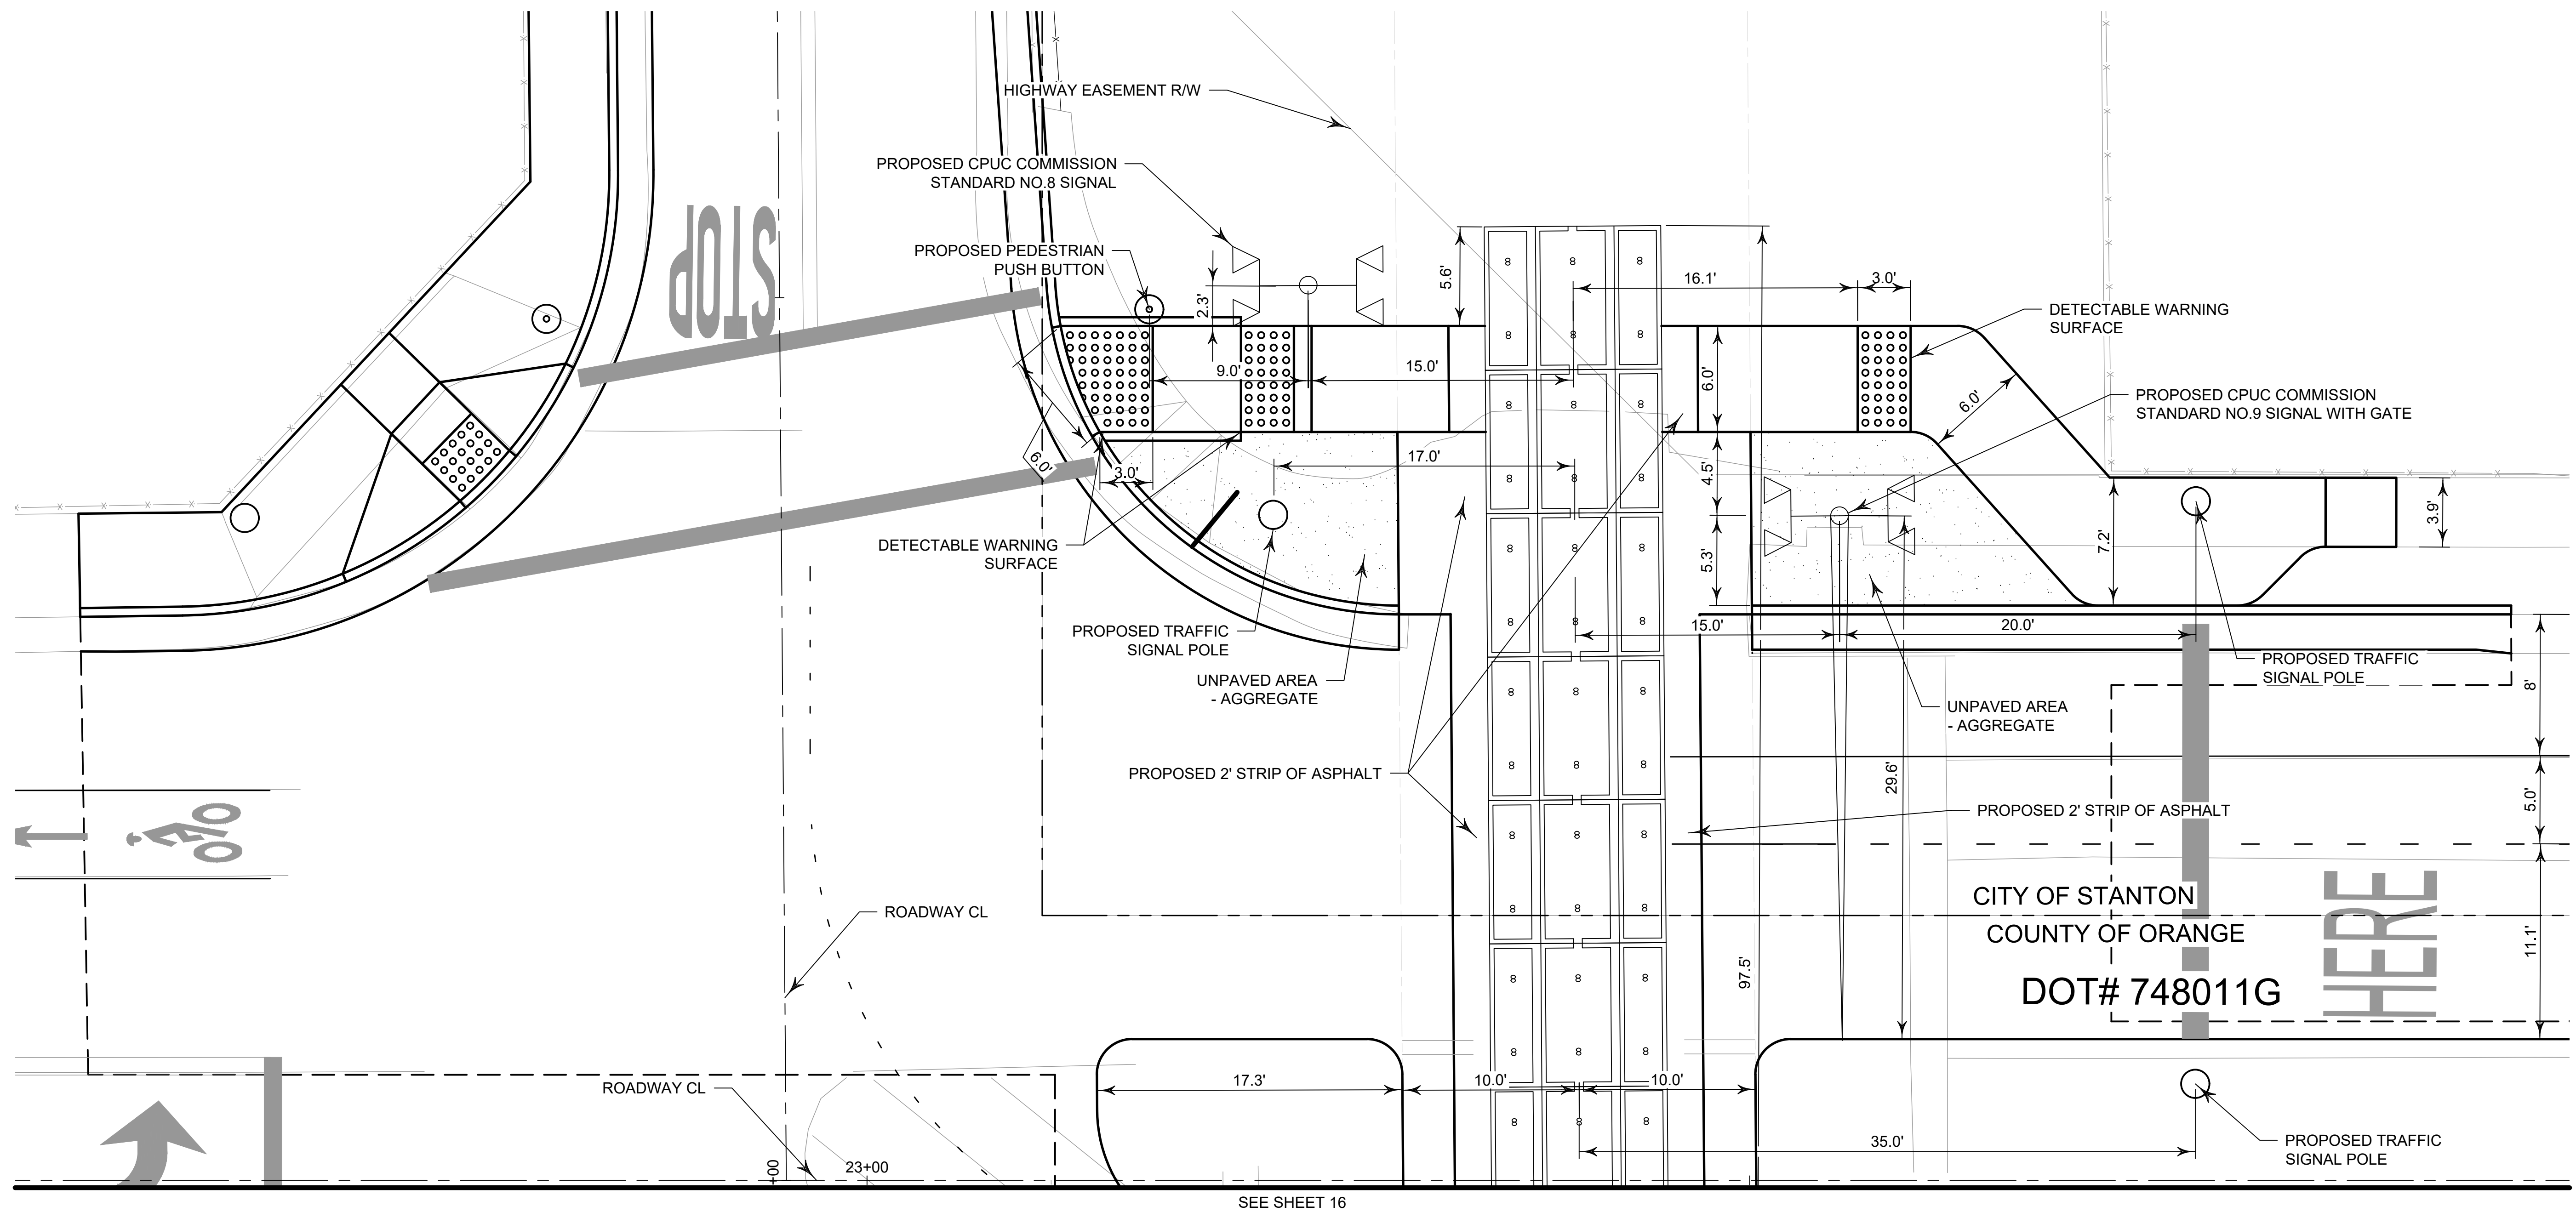 HIGHWAY EASEMENT R/W
PROPOSED CPUC COMMISSION
STANDARD NO.8 SIGNAL
STOP
PROPOSED PEDESTRIAN
PUSH BUTTON
2.3'
5.6'
16.1'
3.0'
DETECTABLE WARNING
SURFACE
9.0'
15.0'
6.0'
6.0'
PROPOSED CPUC COMMISSION
STANDARD NO.9 SIGNAL WITH GATE
6.0'
3.0'
17.0'
4.5'
5.3'
7.2'
3.9'
DETECTABLE WARNING
SURFACE
PROPOSED TRAFFIC
SIGNAL POLE
15.0'
20.0'
UNPAVED AREA
- AGGREGATE
PROPOSED TRAFFIC
SIGNAL POLE
8'
UNPAVED AREA
- AGGREGATE
PROPOSED 2' STRIP OF ASPHALT
29.6'
5.0'
PROPOSED 2' STRIP OF ASPHALT
ROADWAY CL
CITY OF STANTON
COUNTY OF ORANGE
HERE
11.1'
97.5'
DOT# 748011G
ROADWAY CL
17.3'
10.0'
10.0'
35.0'
PROPOSED TRAFFIC
SIGNAL POLE
+00
23+00
SEE SHEET 16